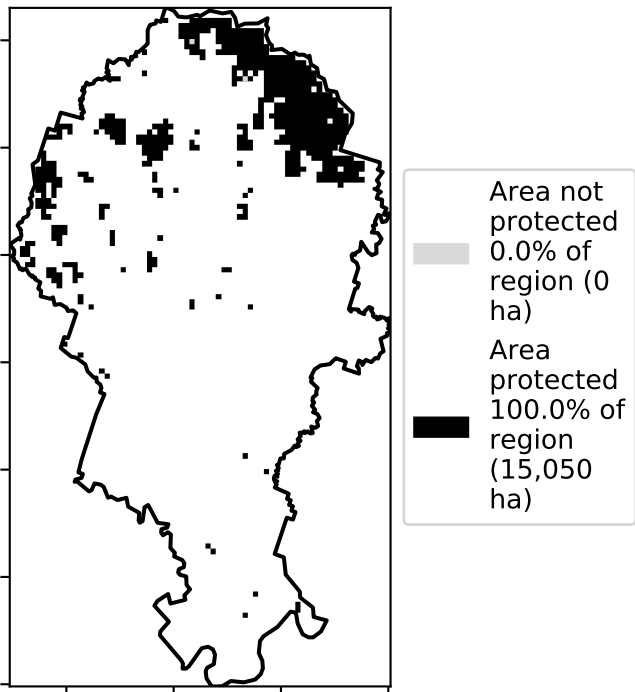 Area not
protected
0.0% of
region (0
ha)
Area
protected
100.0% of
region
(15,050
ha)